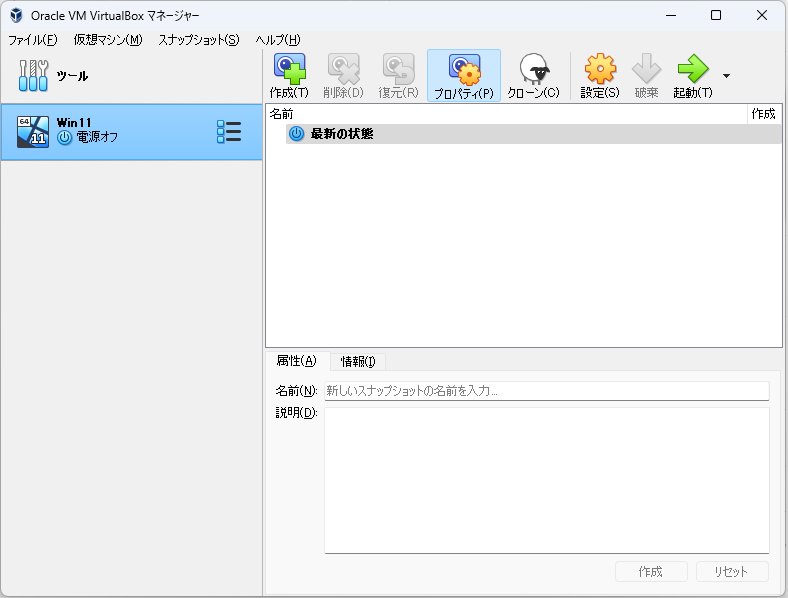 Oracle VM VirtualBox マネージャー
ファイル(F) 仮想マシン(M) スナップショット(S) ヘルプ(H)
ツール
作成(T) 削除(D) 復元(R) プロパティ(P) クローン(C) 設定(S) 破棄 起動(T)
64
11
Win11
電源オフ
名前 作成
最新の状態
属性(A) 情報(I)
名前(N): 新しいスナップショットの名前を入力...
説明(D):
作成 リセット